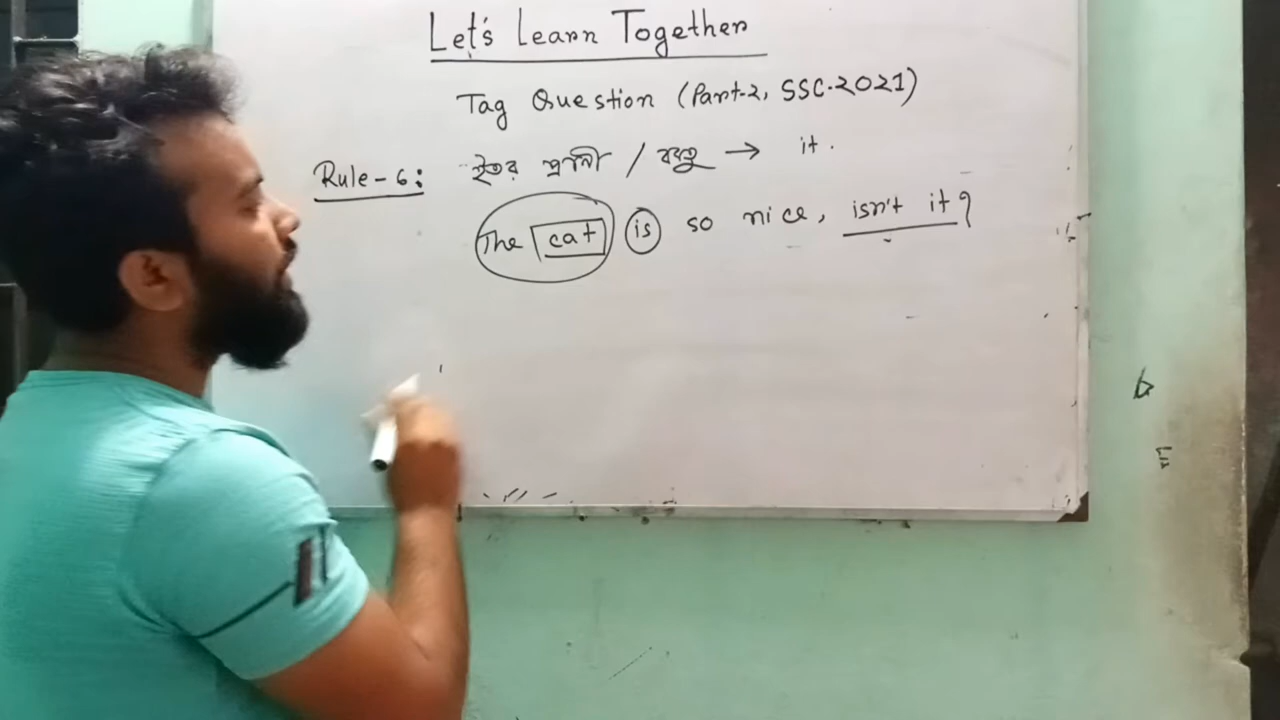 Let's Learn Together
Tag Question (Part-2, SSC-2021)
Rule-6: ইতর প্রাণী / বস্তু → it.
The cat is so nice, isn't it?